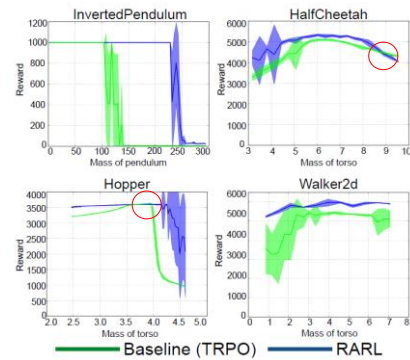 InvertedPendulum
HalfCheetah
Reward
1200
1000
800
600
400
200
0
0 50 100 150 200 250 300
Mass of pendulum
Reward
6000
5000
4000
3000
2000
1000
0
3 4 5 6 7 8 9 10
Mass of torso
Hopper
Walker2d
Reward
4000
3500
3000
2500
2000
1500
1000
500
0
2.0 2.5 3.0 3.5 4.0 4.5 5.0
Mass of torso
Reward
6000
5000
4000
3000
2000
1000
0
0 1 2 3 4 5 6 7 8
Mass of torso
Baseline (TRPO) RARL